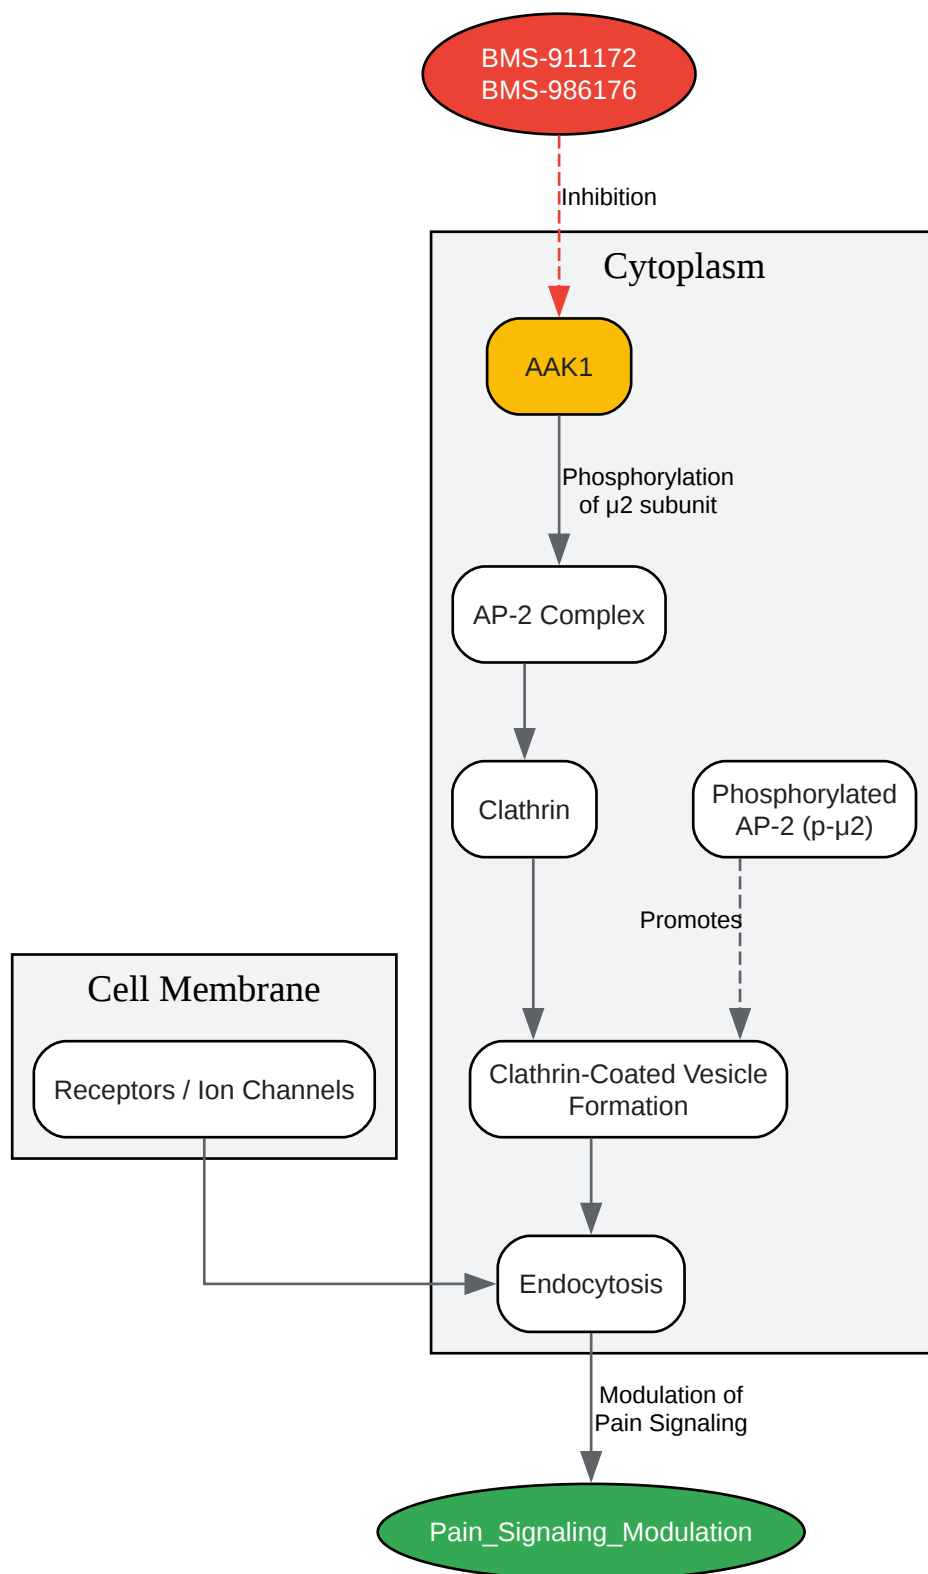 BMS-911172
BMS-986176
Inhibition
Cytoplasm
AAK1
Phosphorylation
of μ2 subunit
AP-2 Complex
Clathrin
Phosphorylated
AP-2 (p-μ2)
Promotes
Cell Membrane
Receptors / Ion Channels
Clathrin-Coated Vesicle
Formation
Endocytosis
Modulation of
Pain Signaling
Pain_Signaling_Modulation